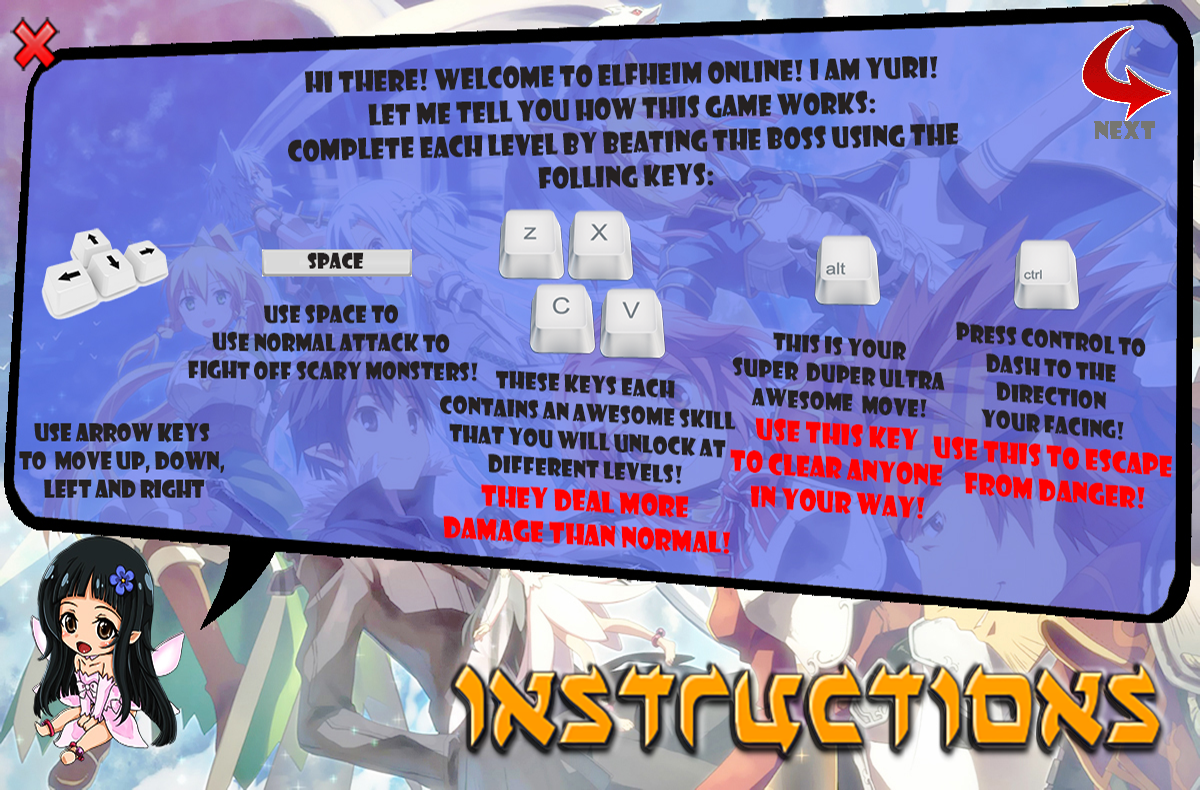 HI THERE! WELCOME TO ELFHEIM ONLINE! I AM YURI!
LET ME TELL YOU HOW THIS GAME WORKS:
COMPLETE EACH LEVEL BY BEATING THE BOSS USING THE
FOLLING KEYS:
NEXT
SPACE
USE SPACE TO
USE NORMAL ATTACK TO
FIGHT OFF SCARY MONSTERS!
USE ARROW KEYS
TO MOVE UP, DOWN,
LEFT AND RIGHT
Z X
C V
THESE KEYS EACH
CONTAINS AN AWESOME SKILL
THAT YOU WILL UNLOCK AT
DIFFERENT LEVELS!
THEY DEAL MORE
DAMAGE THAN NORMAL!
alt
THIS IS YOUR
SUPER DUPER ULTRA
AWESOME MOVE!
USE THIS KEY
TO CLEAR ANYONE
IN YOUR WAY!
ctrl
PRESS CONTROL TO
DASH TO THE
DIRECTION
YOUR FACING!
USE THIS TO ESCAPE
FROM DANGER!
INSTRUCTIONS